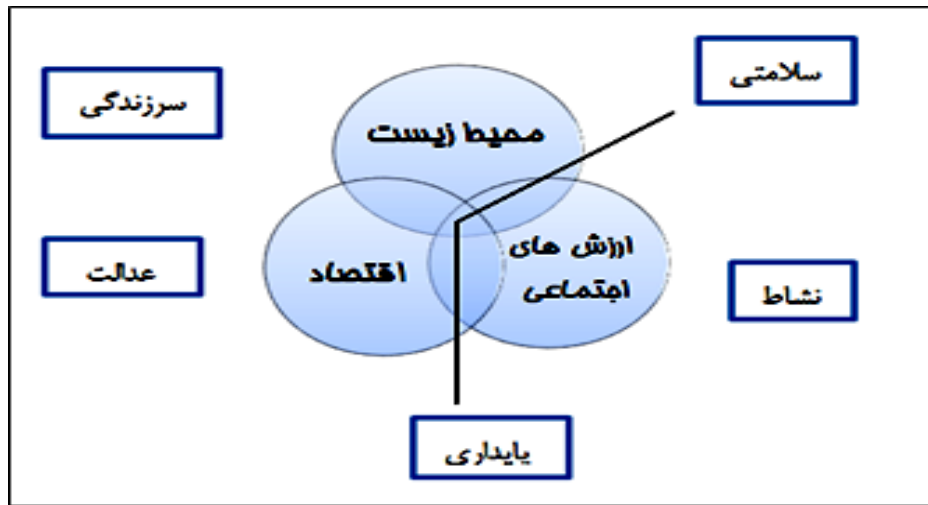 سلامتی
سرزندگی
محیط زیست
ارزش های
اجتماعی
اقتصاد
عدالت
نشاط
پایداری